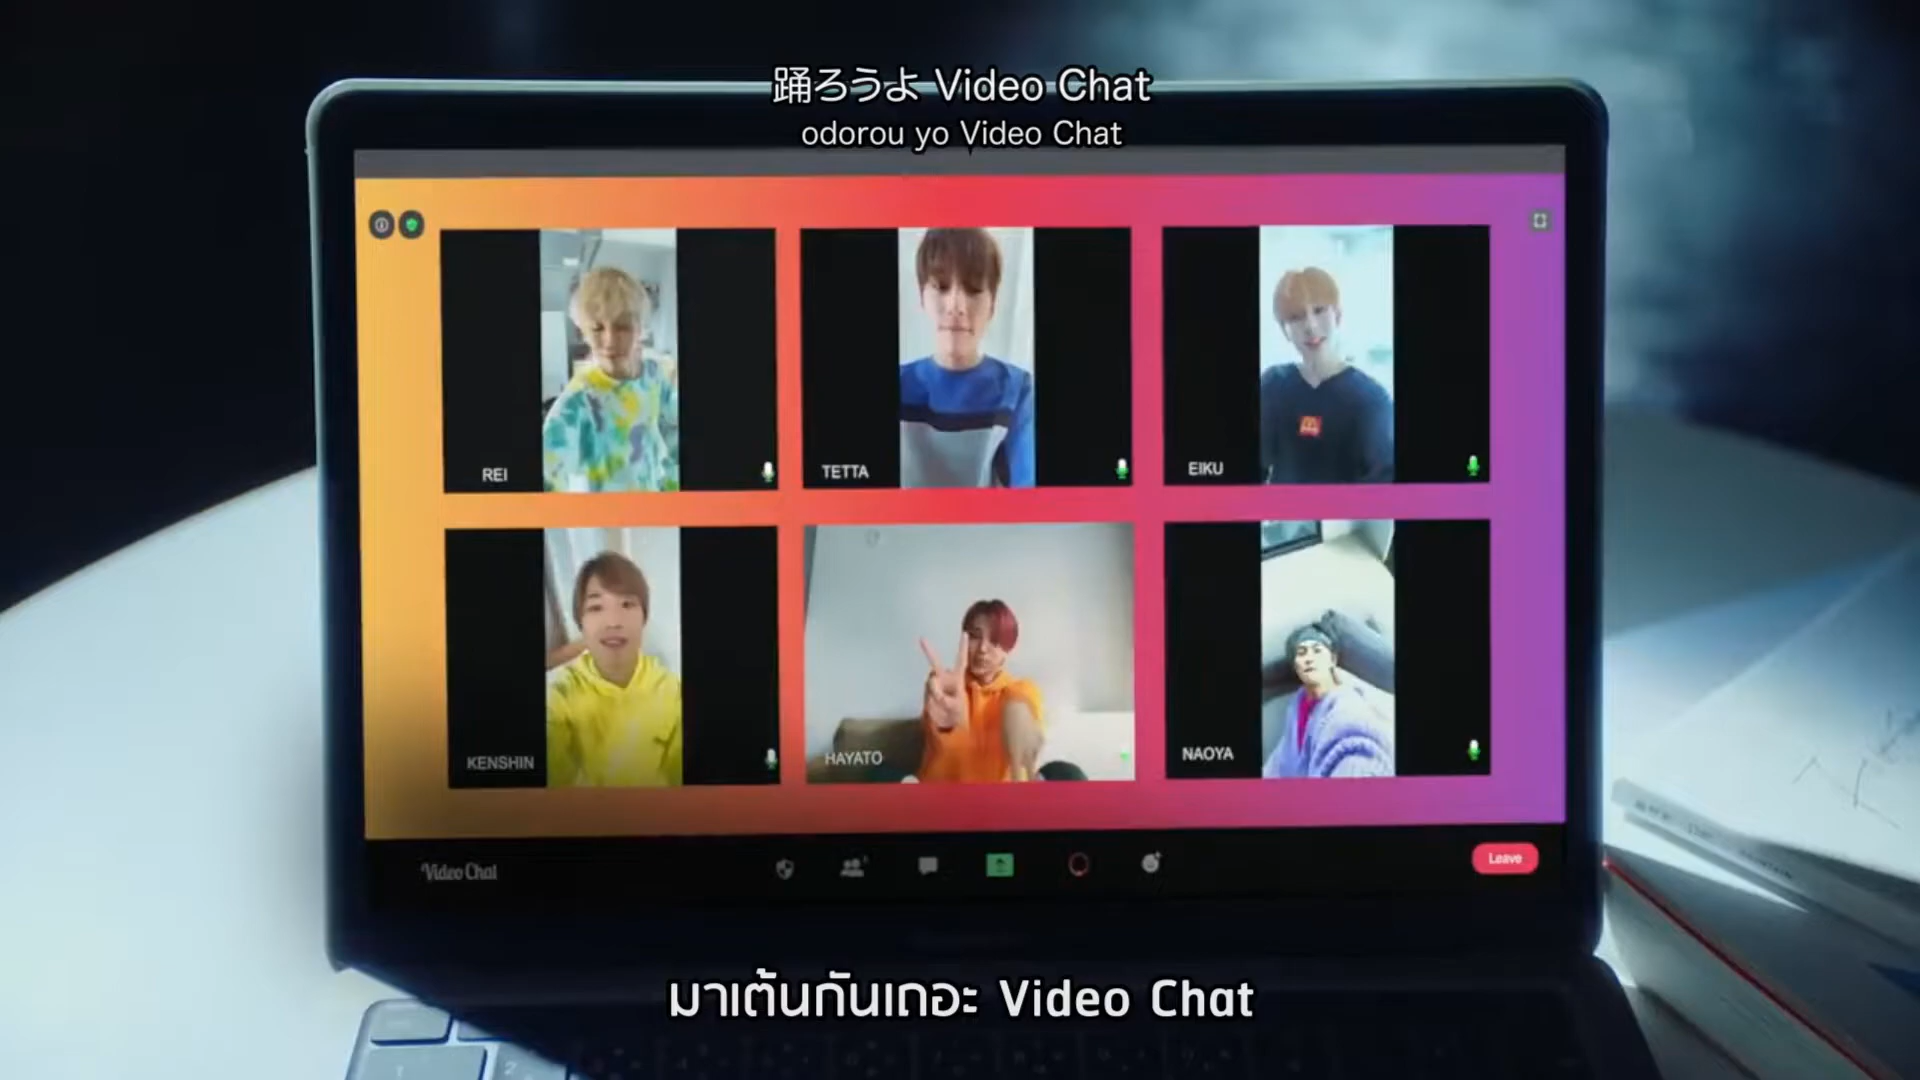 踊ろうよ Video Chat
odorou yo Video Chat
REI
TETTA
EIKU
KENSHIN
HAYATO
NAOYA
Video Chat
Leave
มาเต้นกันเถอะ Video Chat